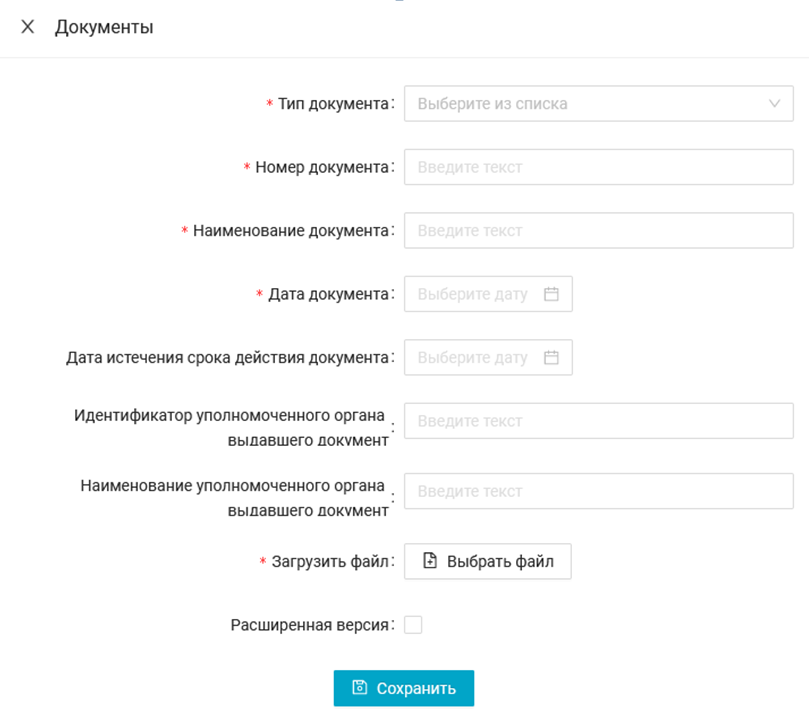 Документы
* Тип документа: Выберите из списка
* Номер документа: Введите текст
* Наименование документа: Введите текст
* Дата документа: Выберите дату
Дата истечения срока действия документа: Выберите дату
Идентификатор уполномоченного органа
выдавшего документ : Введите текст
Наименование уполномоченного органа
выдавшего документ : Введите текст
* Загрузить файл: Выбрать файл
Расширенная версия:
Сохранить